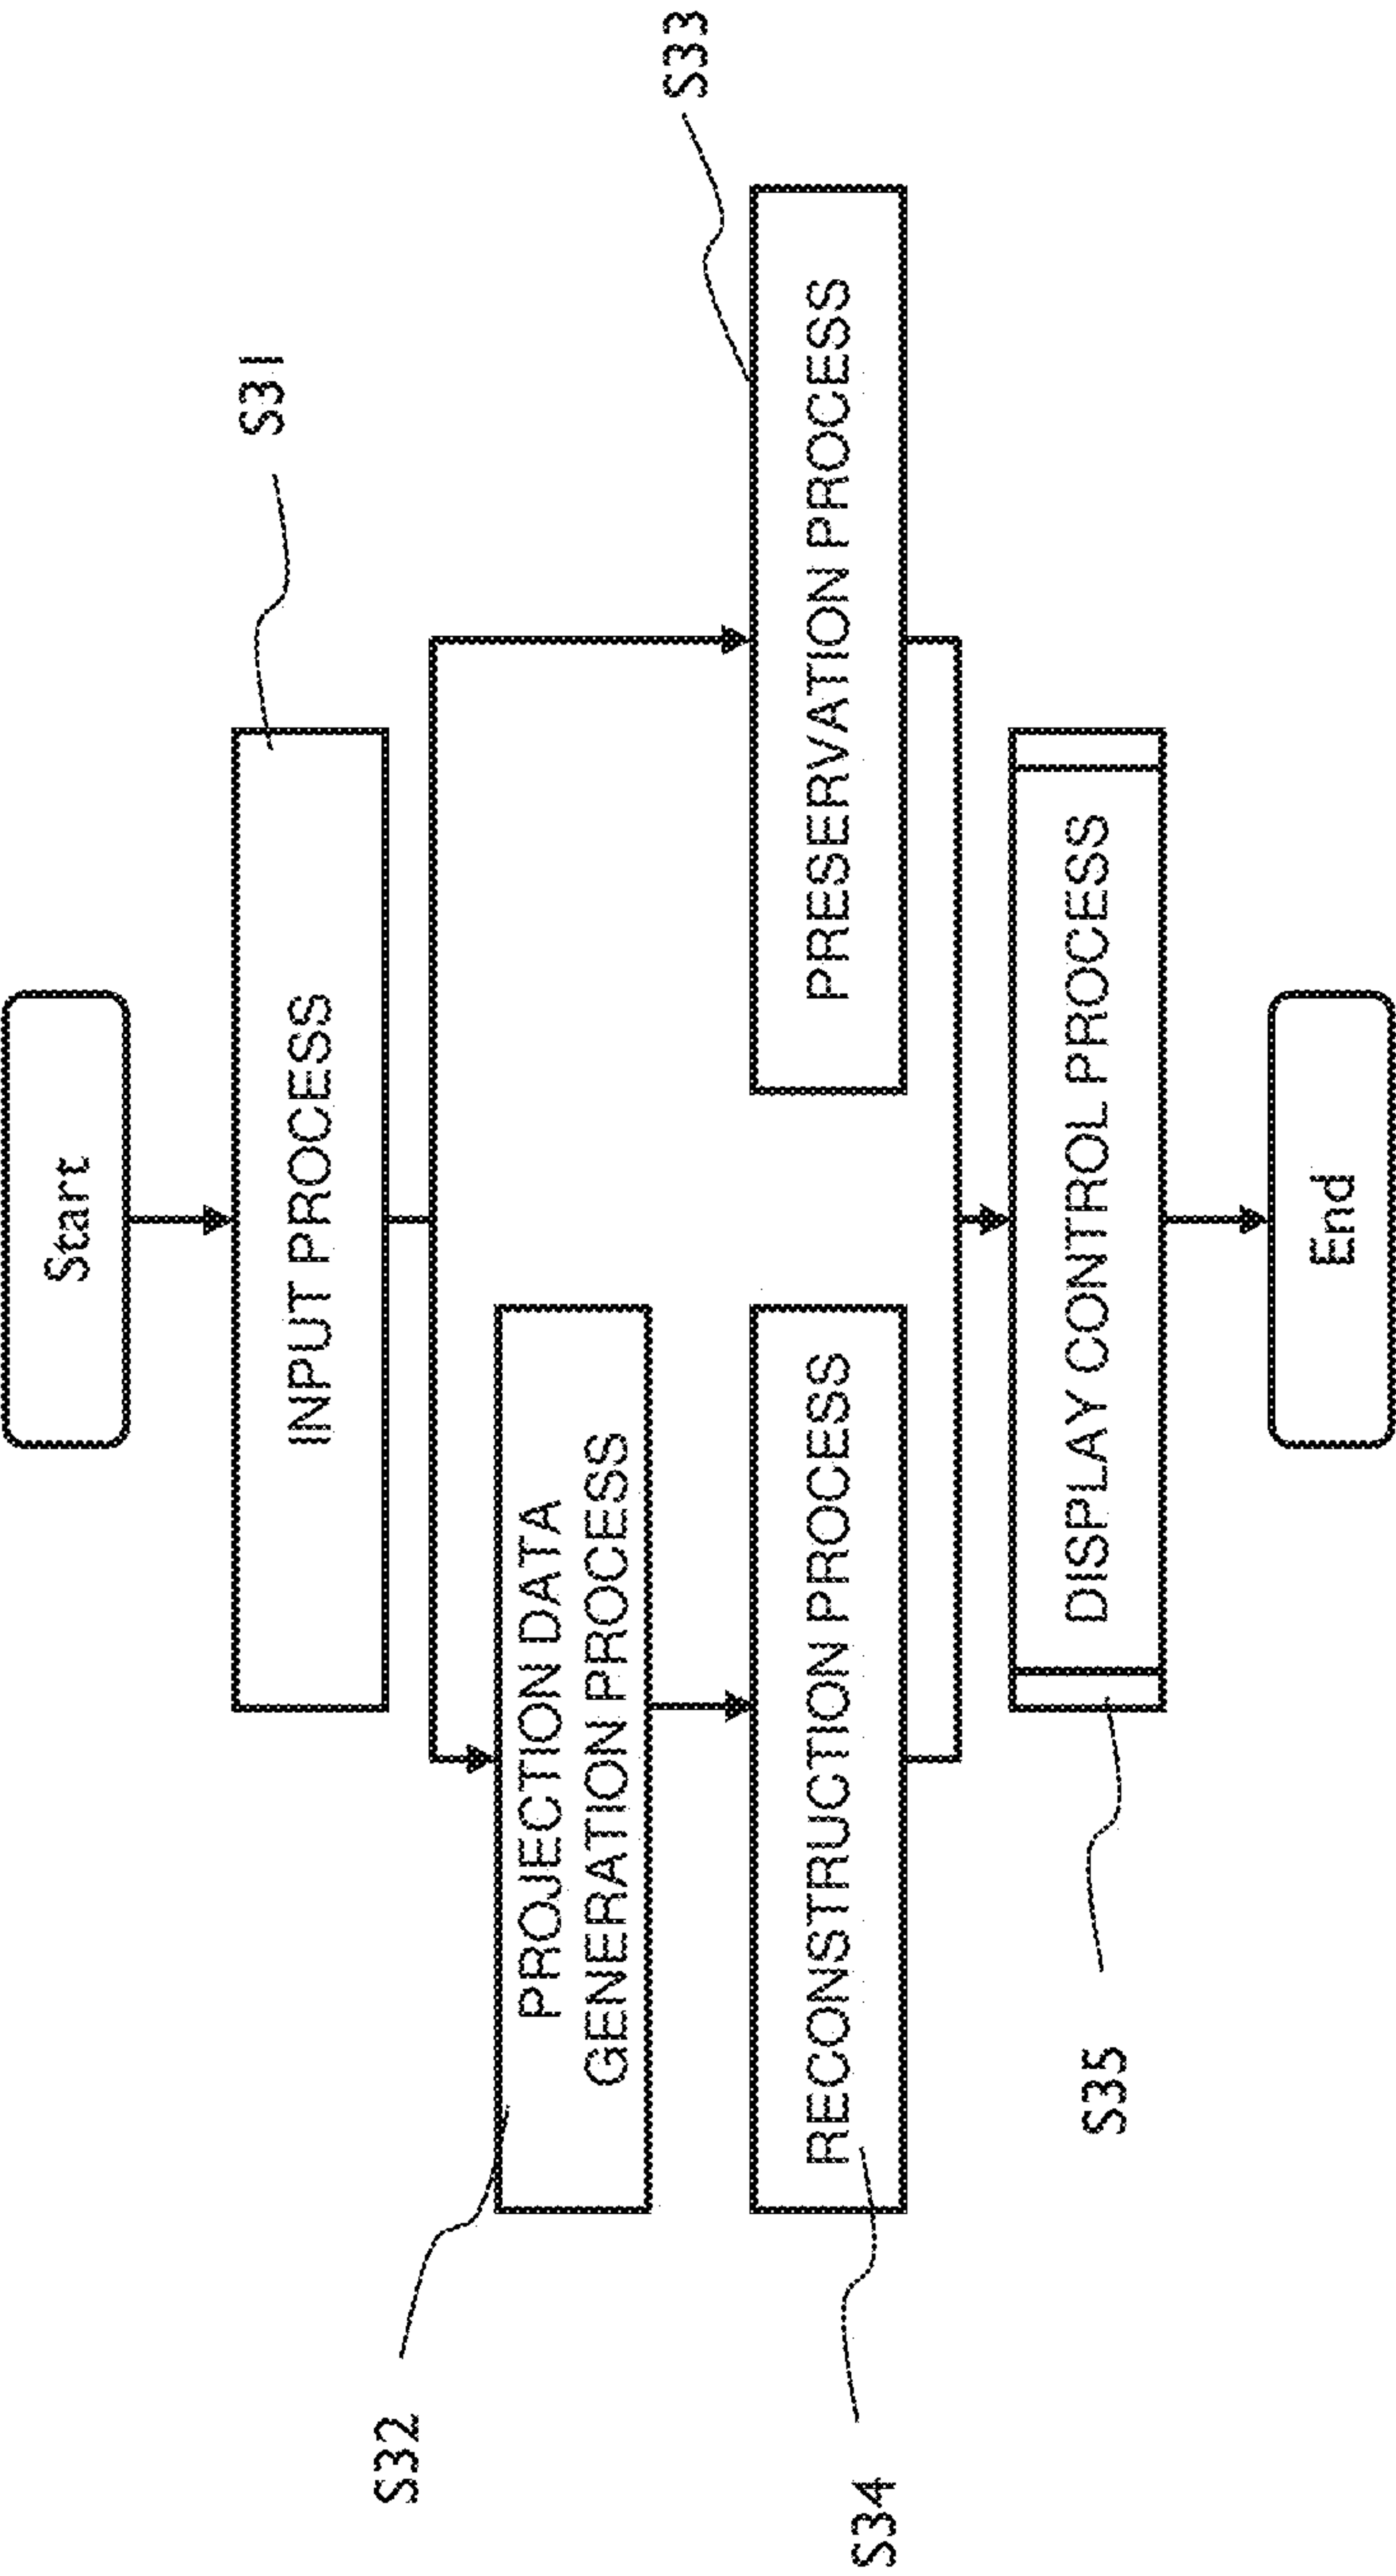 Start
S31
INPUT PROCESS
S32
PROJECTION DATA
GENERATION PROCESS
S33
PRESERVATION PROCESS
S34
RECONSTRUCTION PROCESS
S35
DISPLAY CONTROL PROCESS
End